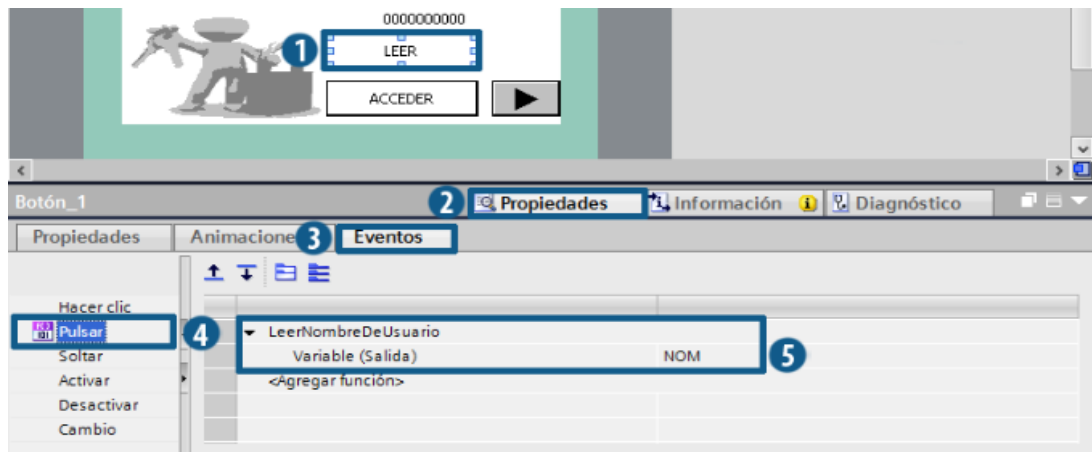 0000000000
1 LEER
ACCEDER
Botón_1 2 Propiedades Información Diagnóstico
Propiedades Animacione 3 Eventos
Hacer clic
4 Pulsar LeerNombreDeUsuario
Soltar Variable (Salida) NOM 5
Activar <Agregar función>
Desactivar
Cambio